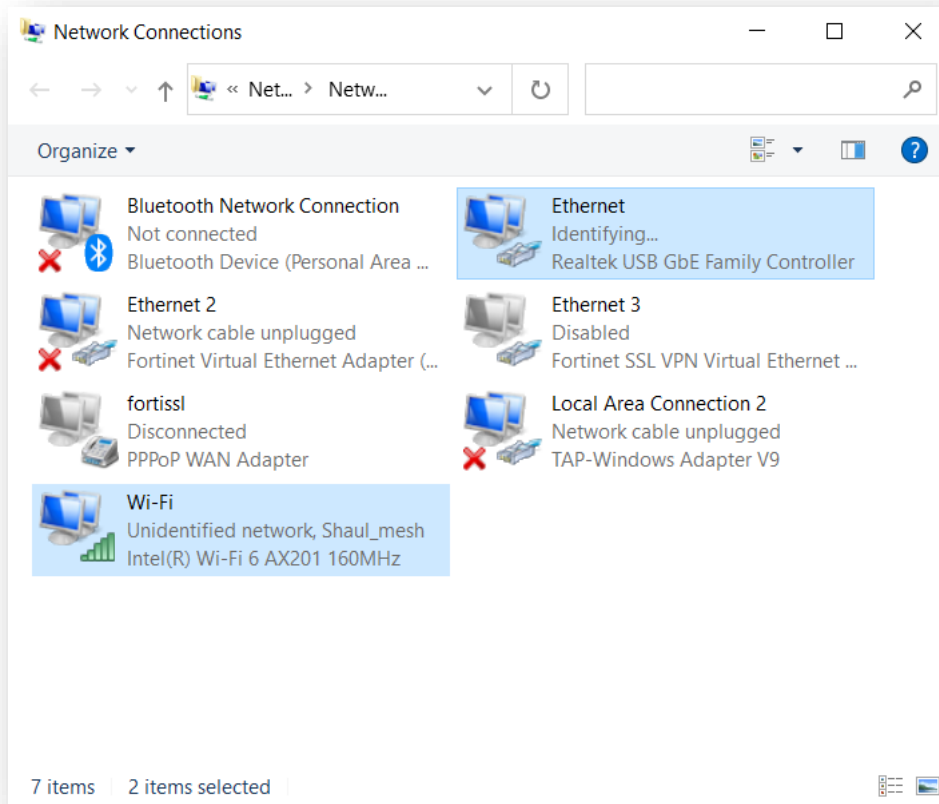 Network Connections
« Net... > Netw...
Organize
?
Bluetooth Network Connection
Not connected
Bluetooth Device (Personal Area ...
Ethernet
Identifying...
Realtek USB GbE Family Controller
Ethernet 2
Network cable unplugged
Fortinet Virtual Ethernet Adapter (...
Ethernet 3
Disabled
Fortinet SSL VPN Virtual Ethernet ...
fortissl
Disconnected
PPPoP WAN Adapter
Local Area Connection 2
Network cable unplugged
TAP-Windows Adapter V9
Wi-Fi
Unidentified network, Shaul_mesh
Intel(R) Wi-Fi 6 AX201 160MHz
7 items 2 items selected